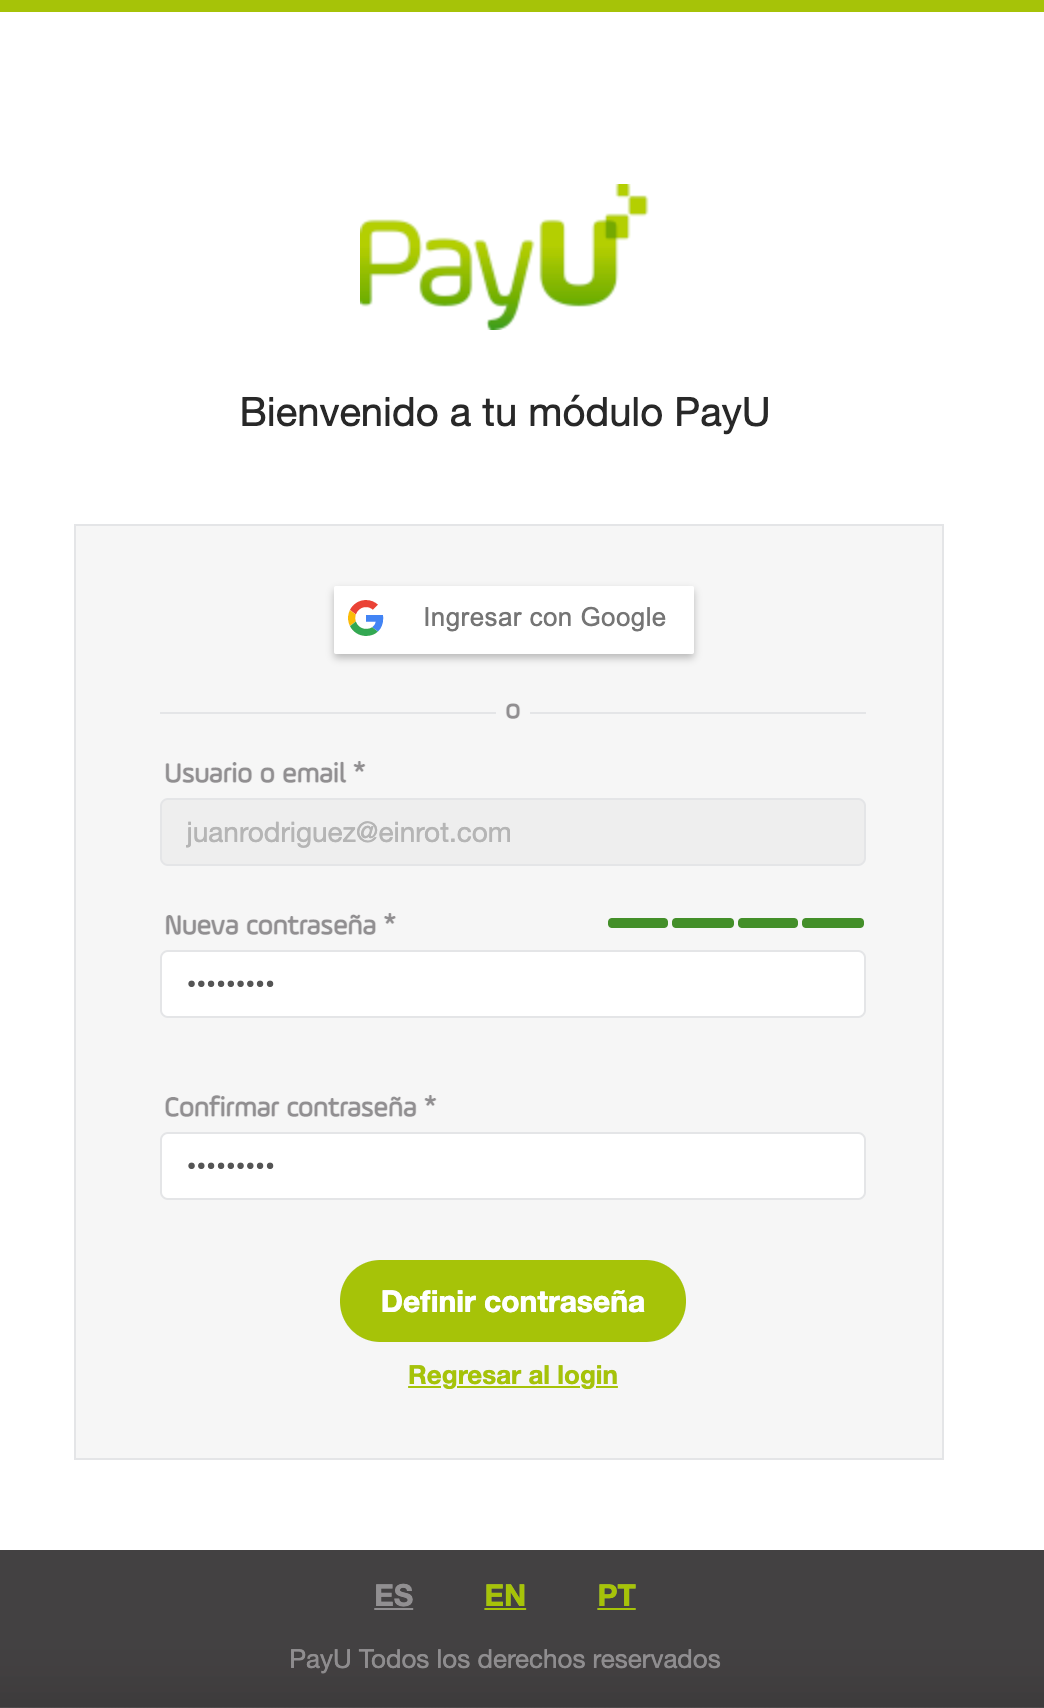 PayU
Bienvenido a tu módulo PayU
Ingresar con Google
o
Usuario o email *
juanrodriguez@einrot.com
Nueva contraseña *
•••••••••
Confirmar contraseña *
•••••••••
Definir contraseña
Regresar al login
ES EN PT
PayU Todos los derechos reservados